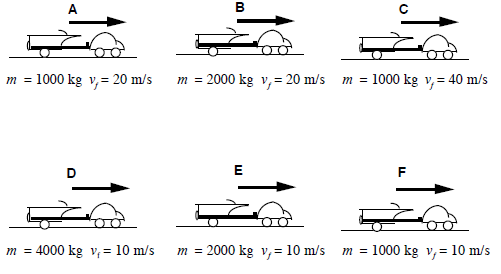 A B C
m = 1000 kg v_f = 20 m/s m = 2000 kg v_f = 20 m/s m = 1000 kg v_f = 40 m/s
D E F
m = 4000 kg v_f = 10 m/s m = 2000 kg v_f = 10 m/s m = 1000 kg v_f = 10 m/s